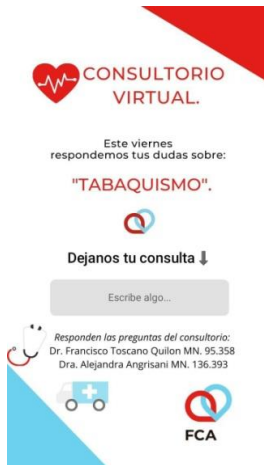 CONSULTORIO
VIRTUAL.
Este viernes
respondemos tus dudas sobre:
"TABAQUISMO".
Dejanos tu consulta ⬇
Escribe algo...
Responden las preguntas del consultorio:
Dr. Francisco Toscano Quilon MN. 95.358
Dra. Alejandra Angrisani MN. 136.393
FCA